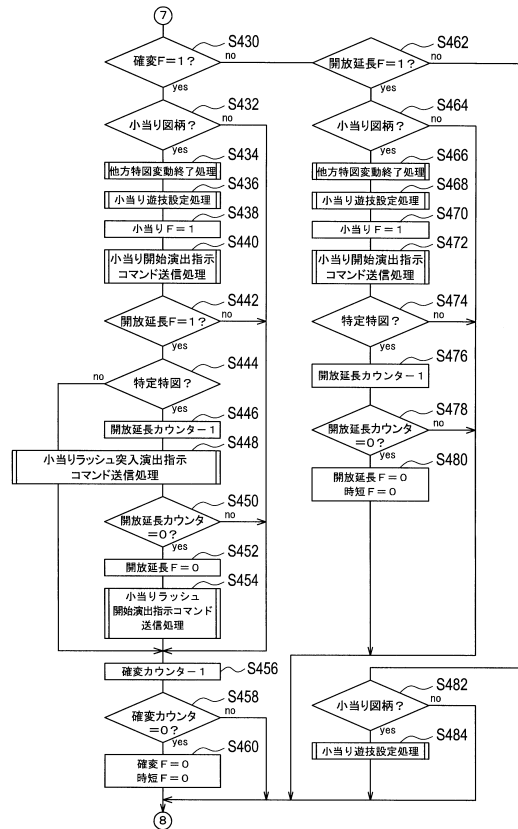 7
S430
確変F=1?
no
yes
S432
小当り図柄?
no
yes
S434
他方特図変動終了処理
S436
小当り遊技設定処理
S438
小当りF=1
S440
小当り開始演出指示
コマンド送信処理
S442
開放延長F=1?
no
yes
S444
特定特図?
no
yes
S446
開放延長カウンター1
S448
小当りラッシュ突入演出指示
コマンド送信処理
S450
開放延長カウンタ
=0?
no
yes
S452
開放延長F=0
S454
小当りラッシュ
開始演出指示コマンド
送信処理
S456
確変カウンター1
S458
確変カウンタ
=0?
no
yes
S460
確変F=0
時短F=0
8
S462
開放延長F=1?
no
yes
S464
小当り図柄?
no
yes
S466
他方特図変動終了処理
S468
小当り遊技設定処理
S470
小当りF=1
S472
小当り開始演出指示
コマンド送信処理
S474
特定特図?
no
yes
S476
開放延長カウンター1
S478
開放延長カウンタ
=0?
no
yes
S480
開放延長F=0
時短F=0
S482
小当り図柄?
no
yes
S484
小当り遊技設定処理